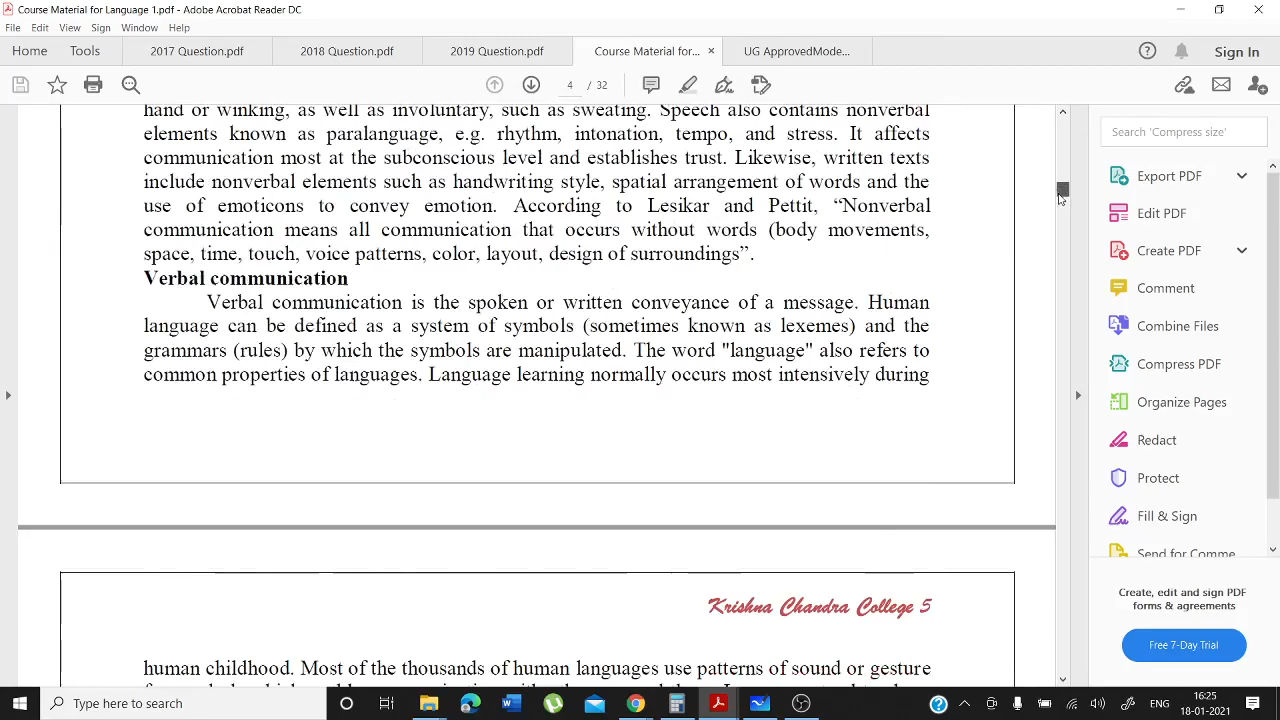 Course Material for Language 1.pdf - Adobe Acrobat Reader DC
File Edit View Sign Window Help
Home Tools 2017 Question.pdf 2018 Question.pdf 2019 Question.pdf Course Material for... × UG ApprovedMode... Sign In
4 / 32
hand or winking, as well as involuntary, such as sweating. Speech also contains nonverbal
elements known as paralanguage, e.g. rhythm, intonation, tempo, and stress. It affects
communication most at the subconscious level and establishes trust. Likewise, written texts
include nonverbal elements such as handwriting style, spatial arrangement of words and the
use of emoticons to convey emotion. According to Lesikar and Pettit, “Nonverbal
communication means all communication that occurs without words (body movements,
space, time, touch, voice patterns, color, layout, design of surroundings”.
Verbal communication
Verbal communication is the spoken or written conveyance of a message. Human
language can be defined as a system of symbols (sometimes known as lexemes) and the
grammars (rules) by which the symbols are manipulated. The word "language" also refers to
common properties of languages. Language learning normally occurs most intensively during
Krishna Chandra College 5
human childhood. Most of the thousands of human languages use patterns of sound or gesture
Search 'Compress size'
Export PDF
Edit PDF
Create PDF
Comment
Combine Files
Compress PDF
Organize Pages
Redact
Protect
Fill & Sign
Send for Comme
Create, edit and sign PDF
forms & agreements
Free 7-Day Trial
Type here to search
ENG
16:25
18-01-2021